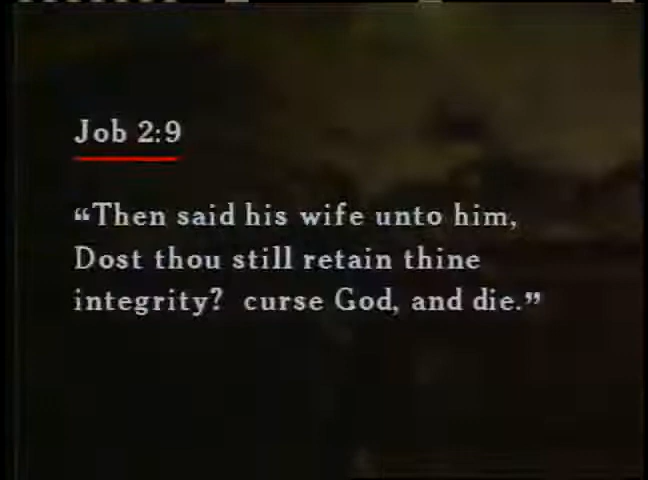 Job 2:9
“Then said his wife unto him,
Dost thou still retain thine
integrity?  curse God, and die.”